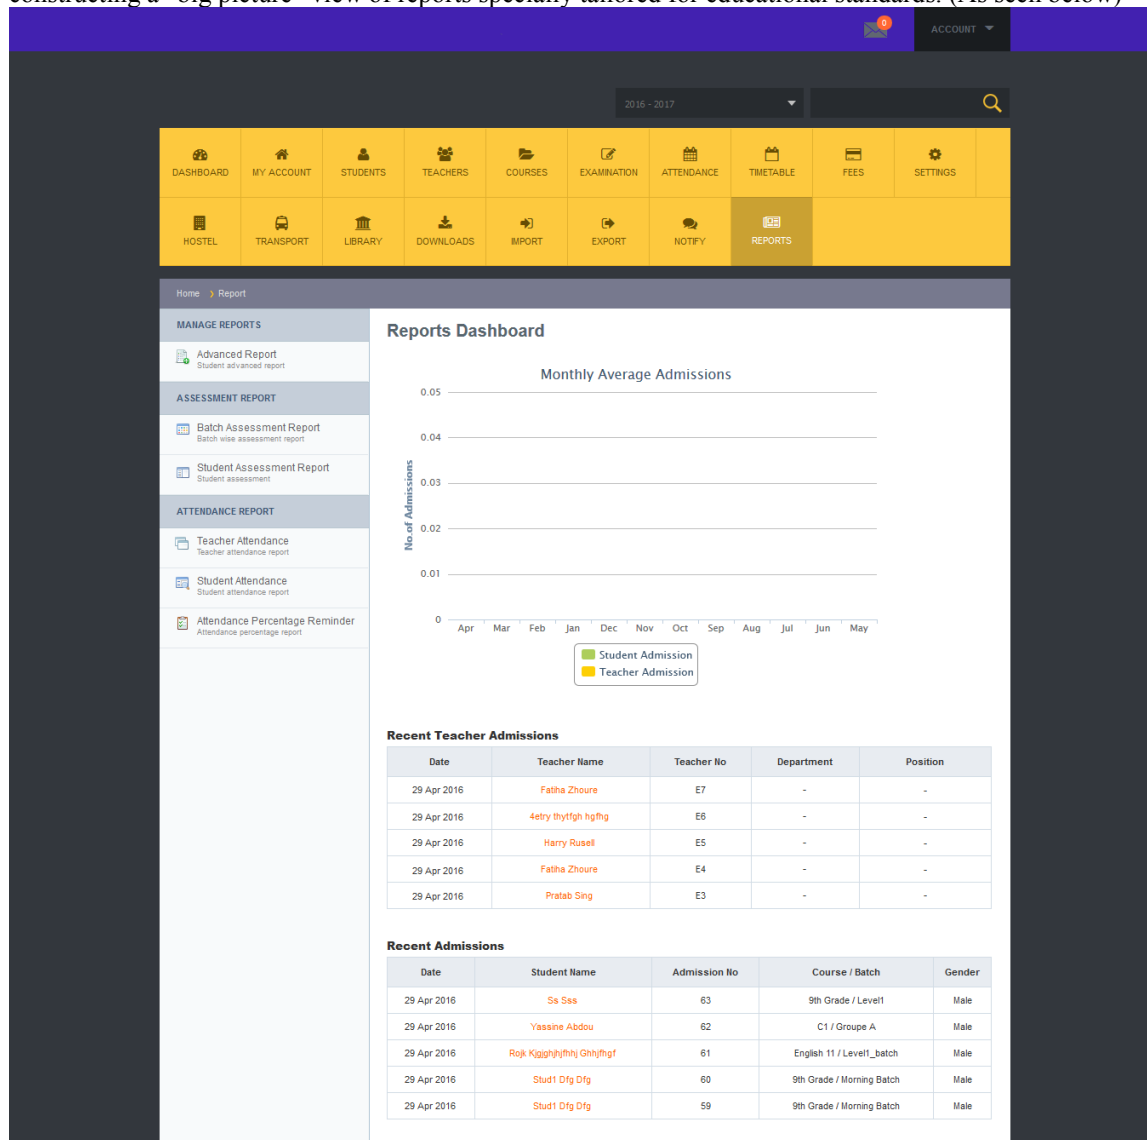 constructing a "big picture" view of reports specially tailored for educational standards. (As seen below)
0
ACCOUNT
2016 - 2017
DASHBOARD MY ACCOUNT STUDENTS TEACHERS COURSES EXAMINATION ATTENDANCE TIMETABLE FEES SETTINGS
HOSTEL TRANSPORT LIBRARY DOWNLOADS IMPORT EXPORT NOTIFY REPORTS
Home Report
MANAGE REPORTS
Advanced Report
Student advanced report
ASSESSMENT REPORT
Batch Assessment Report
Batch wise assessment report
Student Assessment Report
Student assessment
ATTENDANCE REPORT
Teacher Attendance
Teacher attendance report
Student Attendance
Student attendance report
Attendance Percentage Reminder
Attendance percentage report
Reports Dashboard
Monthly Average Admissions
No.of Admissions
0.05
0.04
0.03
0.02
0.01
0
Apr Mar Feb Jan Dec Nov Oct Sep Aug Jul Jun May
Student Admission
Teacher Admission
Recent Teacher Admissions
Date Teacher Name Teacher No Department Position
29 Apr 2016 Fatiha Zhoure E7 - -
29 Apr 2016 4etry thytfgh hgfhg E6 - -
29 Apr 2016 Harry Rusell E5 - -
29 Apr 2016 Fatiha Zhoure E4 - -
29 Apr 2016 Pratab Sing E3 - -
Recent Admissions
Date Student Name Admission No Course / Batch Gender
29 Apr 2016 Ss Sss 63 9th Grade / Level1 Male
29 Apr 2016 Yassine Abdou 62 C1 / Groupe A Male
29 Apr 2016 Rojk 61 English 11 / Level1_batch Male
29 Apr 2016 Stud1 Dfg Dfg 60 9th Grade / Morning Batch Male
29 Apr 2016 Stud1 Dfg Dfg 59 9th Grade / Morning Batch Male